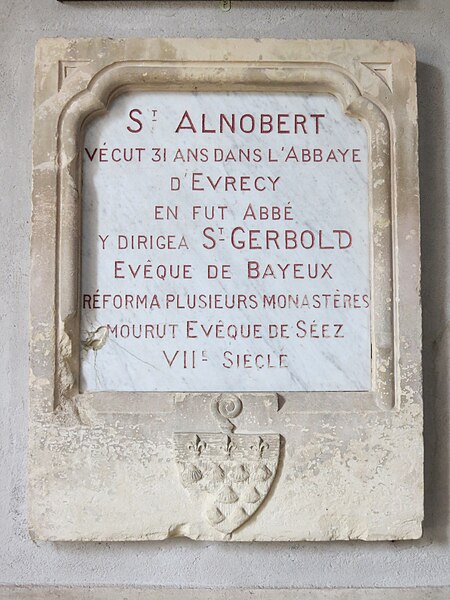 ST ALNOBERT
VÉCUT 31 ANS DANS L'ABBAYE
D'EVRECY
EN FUT ABBÉ
Y DIRIGEA ST GERBOLD
EVÊQUE DE BAYEUX
RÉFORMA PLUSIEURS MONASTÈRES
MOURUT EVÊQUE DE SÉEZ
VIIE SIECLE